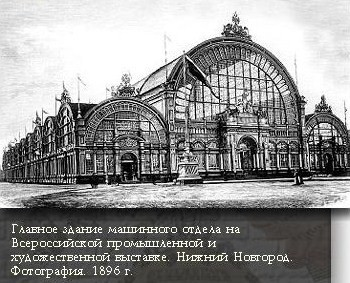 Главное здание машинного отдела на
Всероссийской промышленной и
художественной выставке. Нижний Новгород.
Фотография. 1896 г.